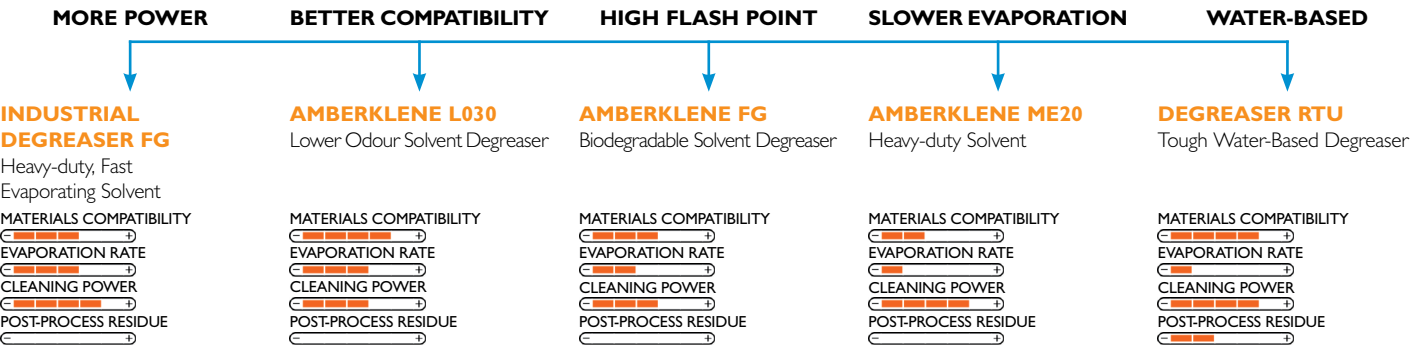 MORE POWER
BETTER COMPATIBILITY
HIGH FLASH POINT
SLOWER EVAPORATION
WATER-BASED
INDUSTRIAL
DEGREASER FG
Heavy-duty, Fast
Evaporating Solvent
MATERIALS COMPATIBILITY
- +
EVAPORATION RATE
- +
CLEANING POWER
- +
POST-PROCESS RESIDUE
- +
AMBERKLENE L030
Lower Odour Solvent Degreaser
MATERIALS COMPATIBILITY
- +
EVAPORATION RATE
- +
CLEANING POWER
- +
POST-PROCESS RESIDUE
- +
AMBERKLENE FG
Biodegradable Solvent Degreaser
MATERIALS COMPATIBILITY
- +
EVAPORATION RATE
- +
CLEANING POWER
- +
POST-PROCESS RESIDUE
- +
AMBERKLENE ME20
Heavy-duty Solvent
MATERIALS COMPATIBILITY
- +
EVAPORATION RATE
- +
CLEANING POWER
- +
POST-PROCESS RESIDUE
- +
DEGREASER RTU
Tough Water-Based Degreaser
MATERIALS COMPATIBILITY
- +
EVAPORATION RATE
- +
CLEANING POWER
- +
POST-PROCESS RESIDUE
- +